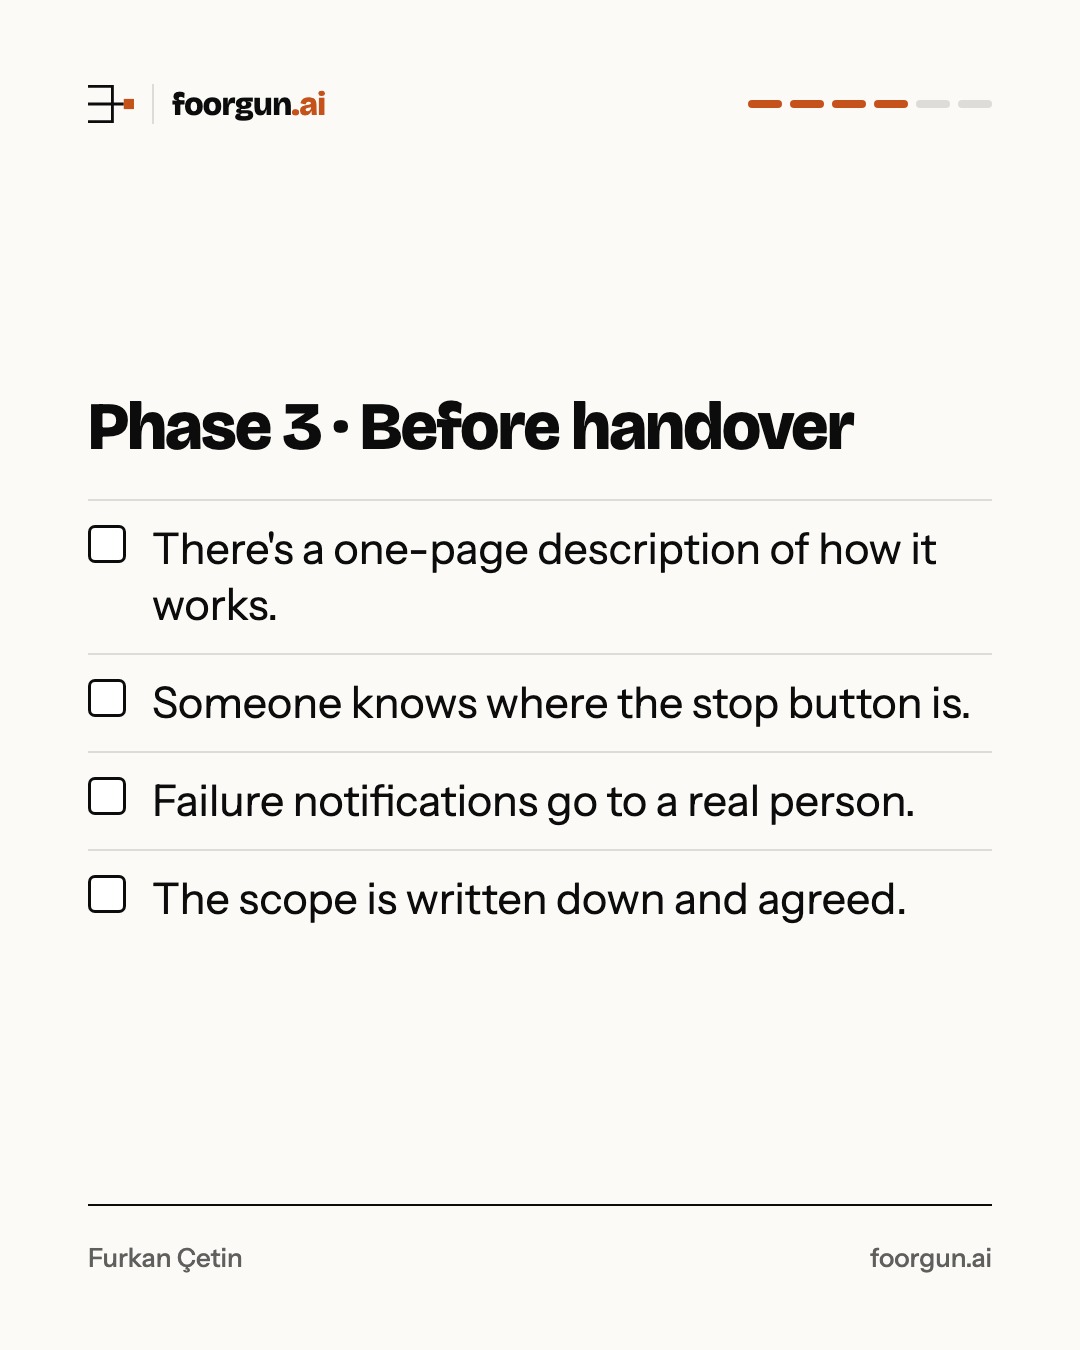 foorgun.ai
Phase 3 · Before handover
There's a one-page description of how it
works.
Someone knows where the stop button is.
Failure notifications go to a real person.
The scope is written down and agreed.
Furkan Çetin
foorgun.ai